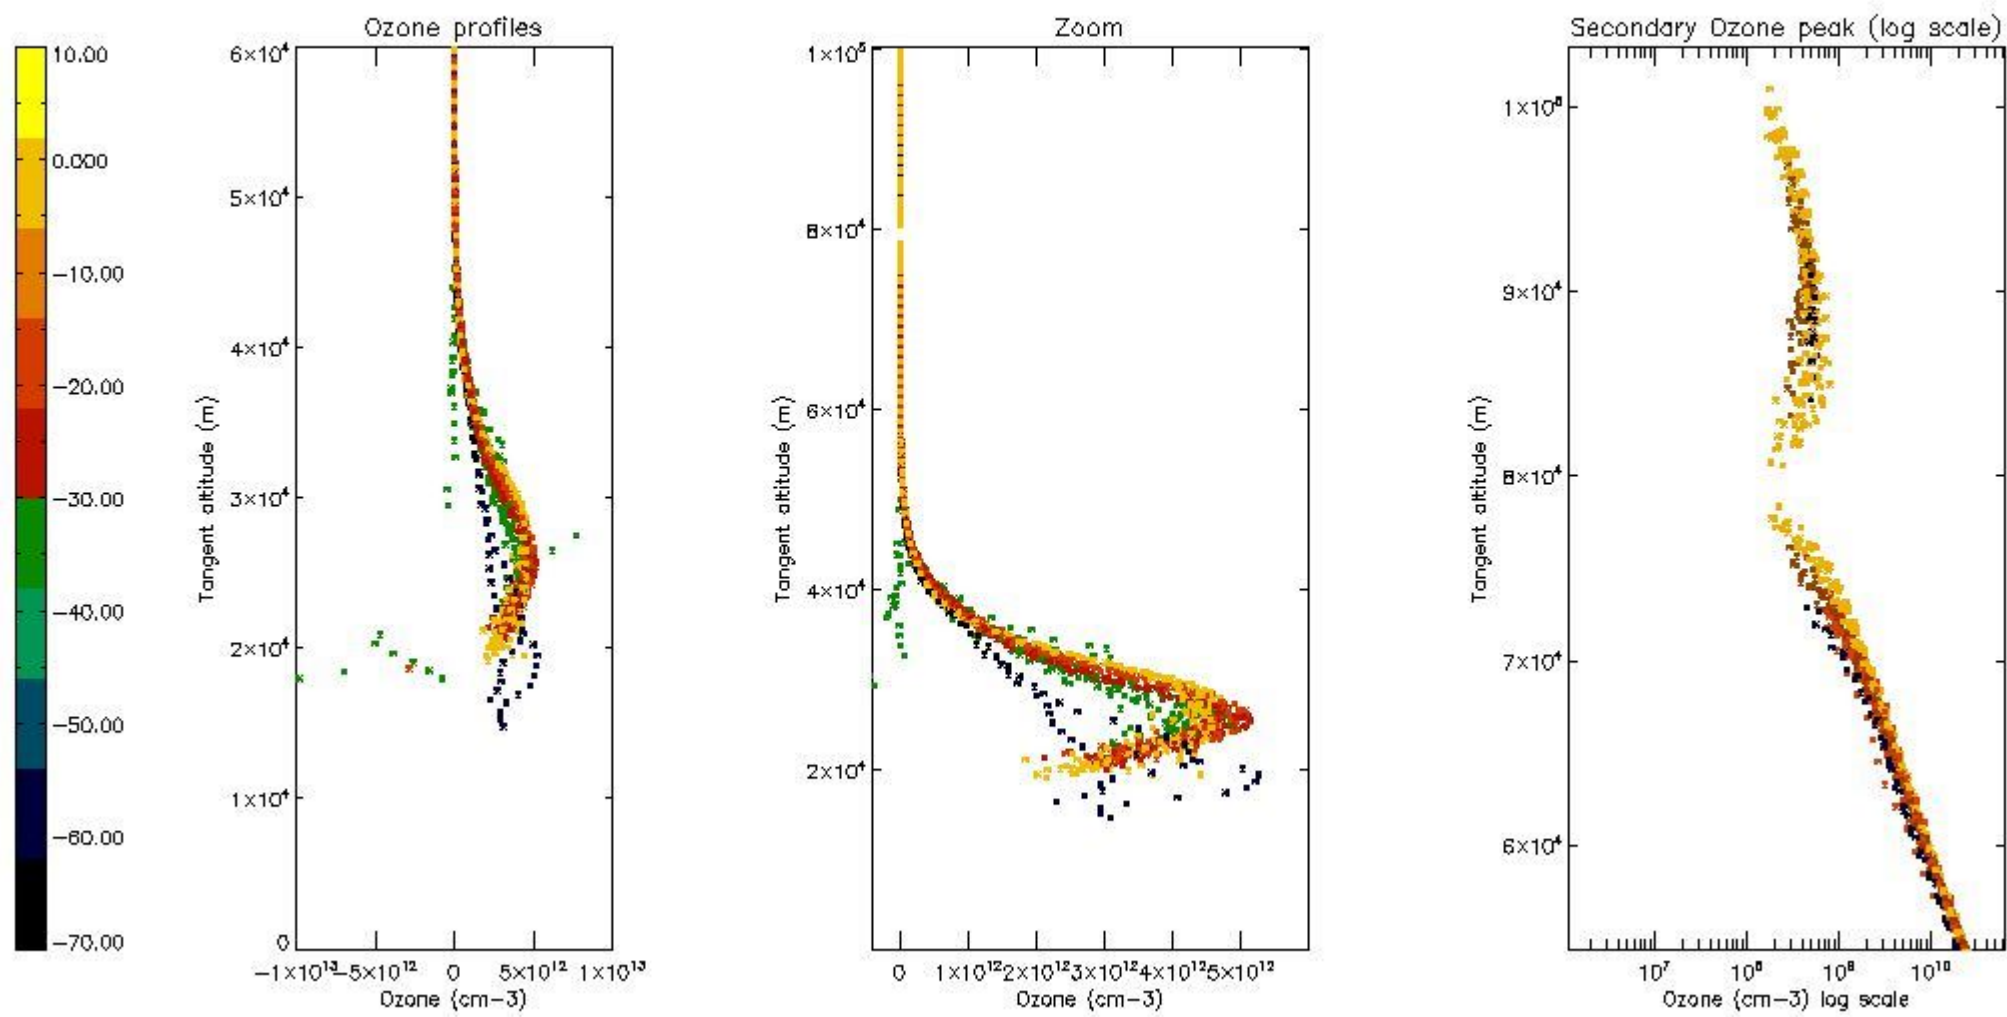 Ozone profiles
Zoom
Secondary Ozone peak (log scale)
10.00
0.000
−10.00
−20.00
−30.00
−40.00
−50.00
−60.00
−70.00
6×10⁴
5×10⁴
4×10⁴
3×10⁴
2×10⁴
1×10⁴
0
Tangent altitude (m)
−1×10¹³ −5×10¹² 0 5×10¹² 1×10¹³
Ozone (cm−3)
1×10⁵
8×10⁴
6×10⁴
4×10⁴
2×10⁴
Tangent altitude (m)
0 1×10¹² 2×10¹² 3×10¹² 4×10¹² 5×10¹²
Ozone (cm−3)
1×10⁵
9×10⁴
8×10⁴
7×10⁴
6×10⁴
Tangent altitude (m)
10⁷ 10⁸ 10⁹ 10¹⁰
Ozone (cm−3) log scale